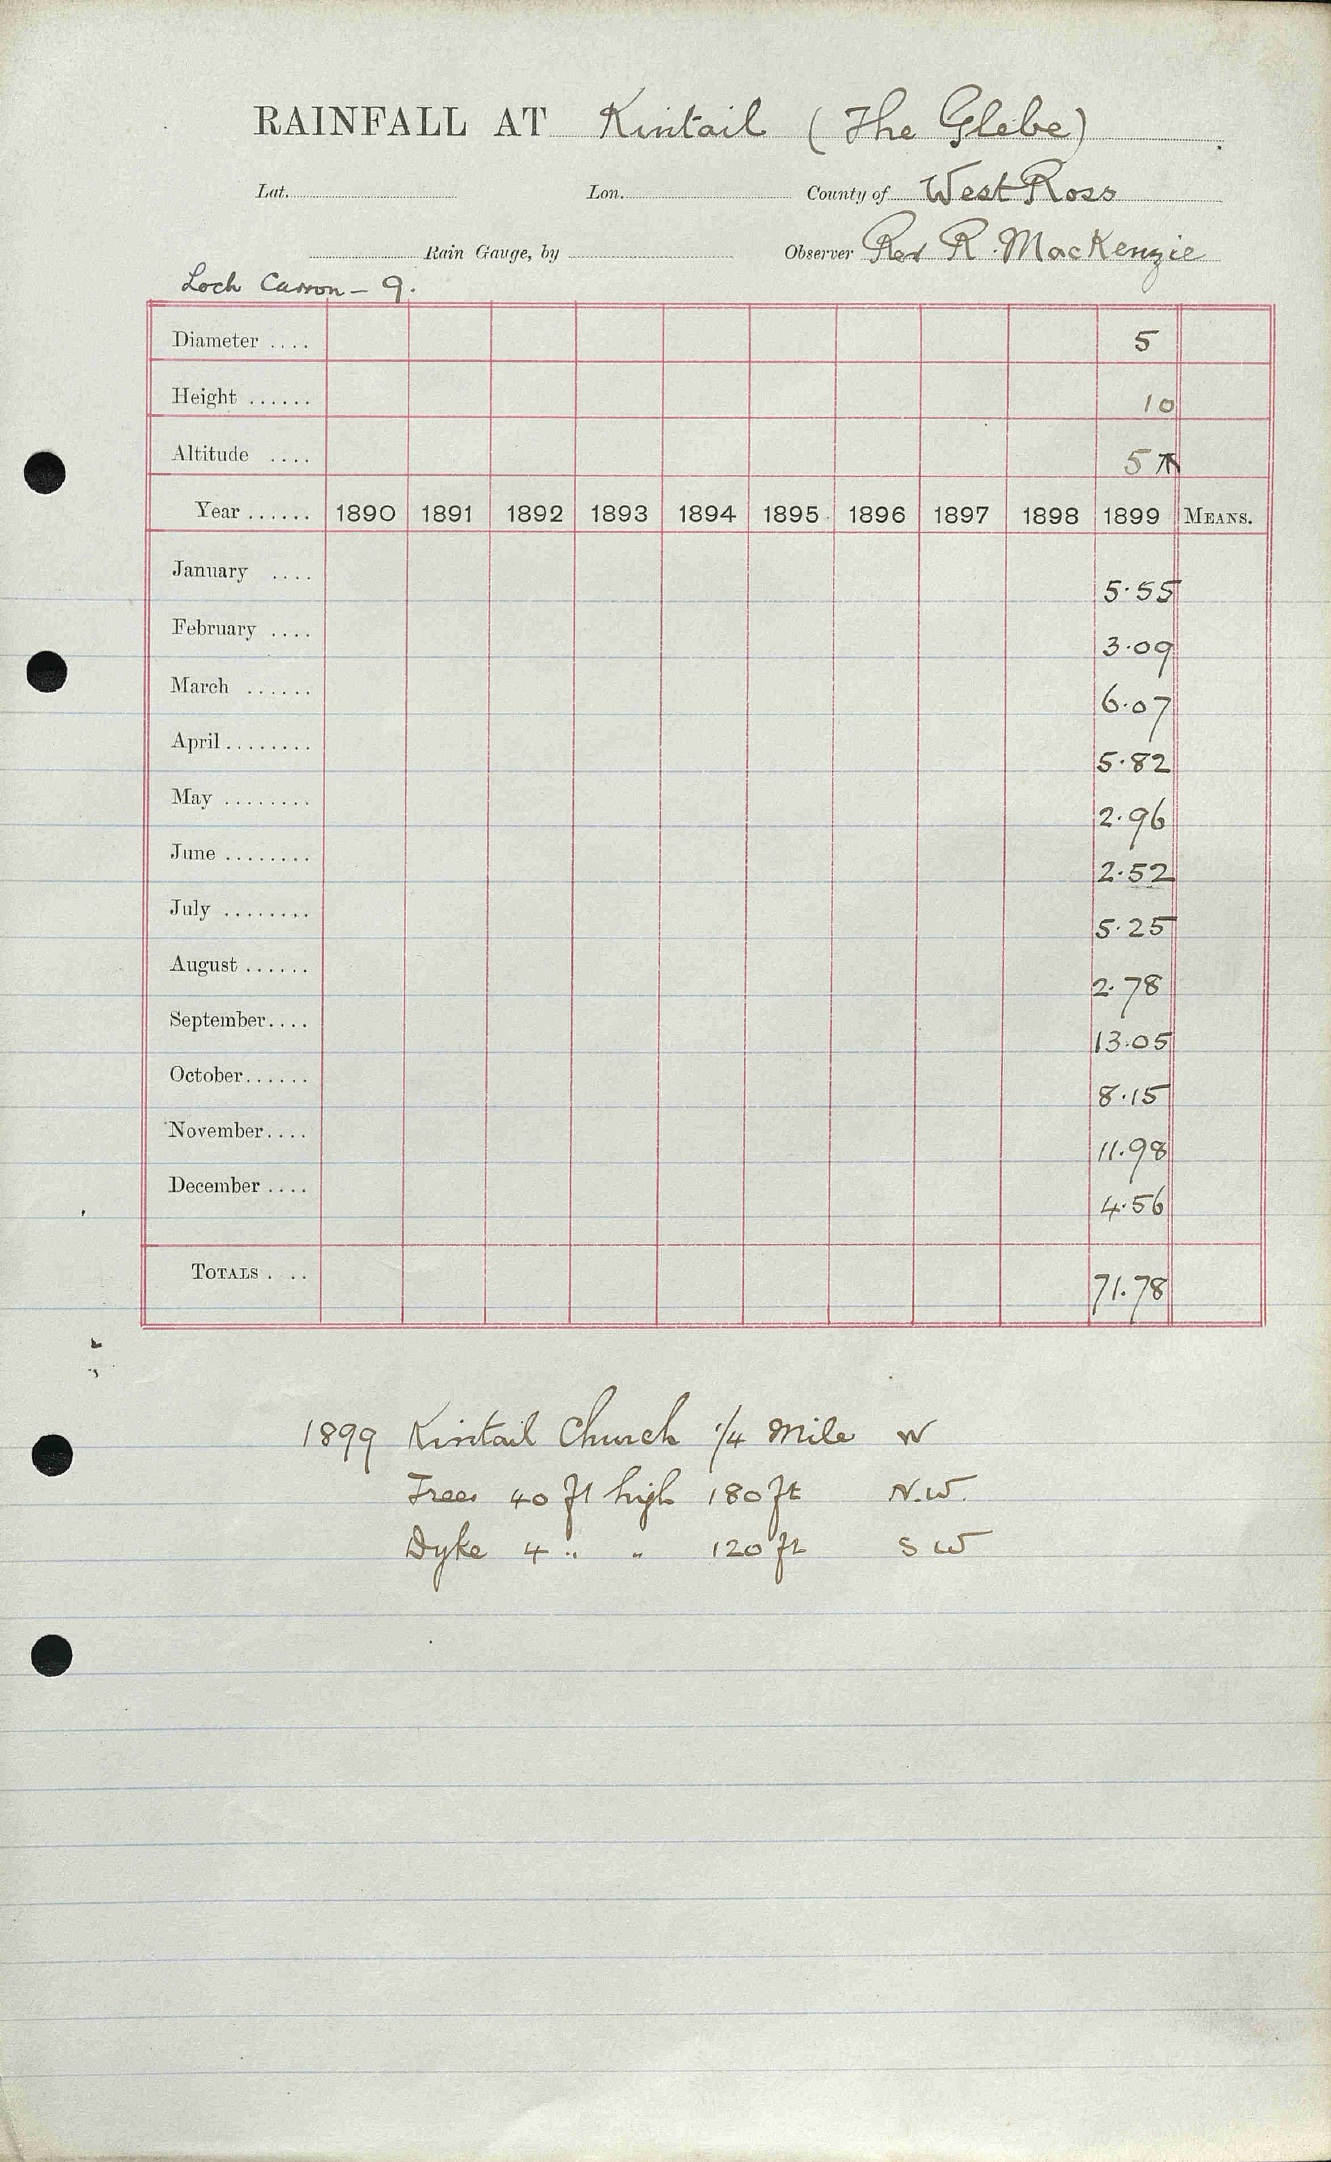 RAINFALL AT Kintail (The Glebe)
Lat. Lon. County of West Ross
Rain Gauge, by Observer Rev R. MacKenzie
Loch Carron - 9.
Diameter .... 5
Height ...... 10
Altitude .... 5
Year ...... 1890 1891 1892 1893 1894 1895 1896 1897 1898 1899 MEANS.
January .... 5.55
February .... 3.09
March ...... 6.07
April ........ 5.82
May ........ 2.96
June ........ 2.52
July ........ 5.25
August ...... 2.78
September.... 13.05
October...... 8.15
November.... 11.98
December .... 4.56
TOTALS . .. 71.78
1899 Kintail Church 1/4 Mile W
Trees 40 ft high 180 ft N.W.
Dyke 4 " " 120 ft S W